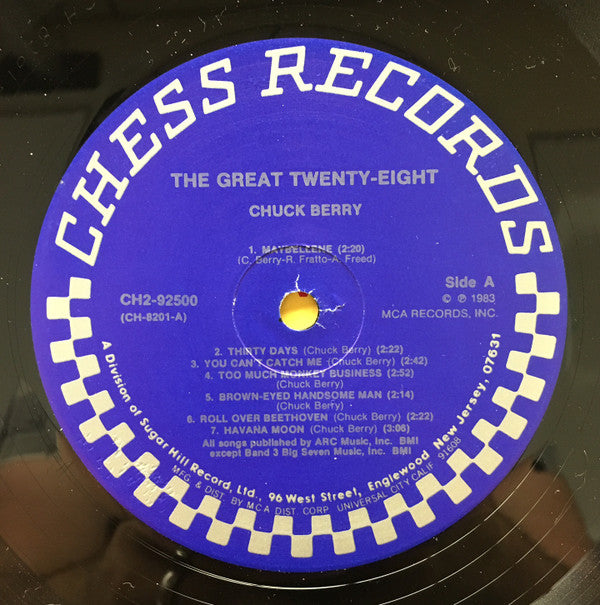 CHESS RECORDS
THE GREAT TWENTY-EIGHT
CHUCK BERRY
1. MAYBELLENE (2:20)
(C. Berry-R. Fratto-A. Freed)
CH2-92500
(CH-8201-A)
Side A
© ℗ 1983
MCA RECORDS, INC.
2. THIRTY DAYS (Chuck Berry) (2:22)
3. YOU CAN'T CATCH ME (Chuck Berry) (2:42)
4. TOO MUCH MONKEY BUSINESS (2:52)
(Chuck Berry)
5. BROWN-EYED HANDSOME MAN (2:14)
(Chuck Berry)
6. ROLL OVER BEETHOVEN (Chuck Berry) (2:22)
7. HAVANA MOON (Chuck Berry) (3:06)
All songs published by ARC Music, Inc. BMI
except Band 3 Big Seven Music, Inc. BMI
A Division of Sugar Hill Record, Ltd., 96 West Street, Englewood New Jersey, 07631
MFG. & DIST. BY MCA DIST. CORP. UNIVERSAL CITY CALIF. 91608